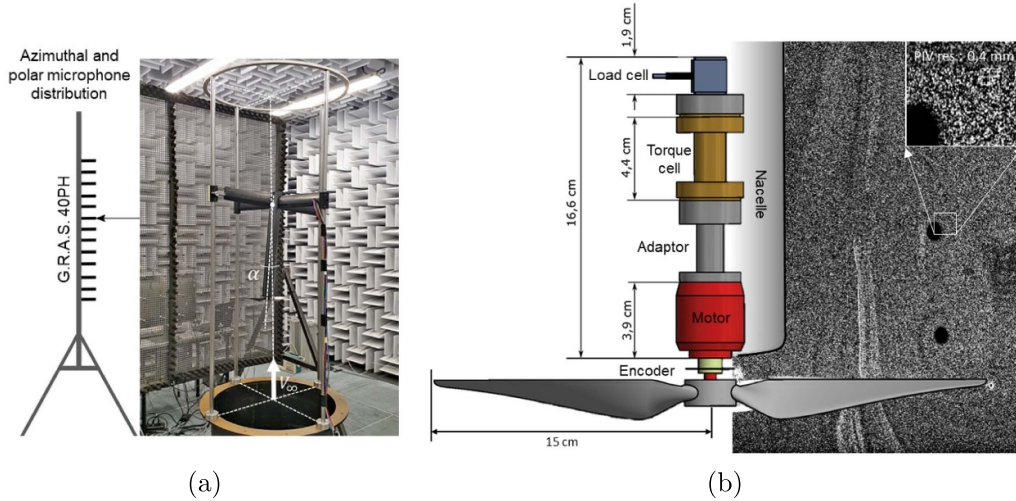 Azimuthal and
polar microphone
distribution
G.R.A.S. 40PH
α
V∞
(a)
1,9 cm
Load cell
PIV res.: 0,4 mm
4,4 cm
Torque
cell
Nacelle
16,6 cm
Adaptor
3,9 cm
Motor
Encoder
15 cm
(b)